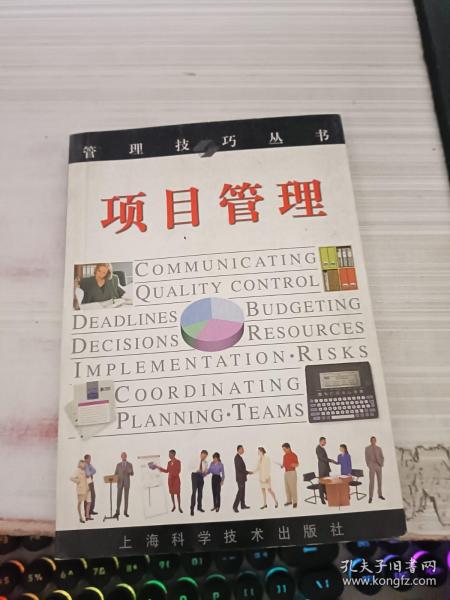 管理技巧丛书
项目管理
COMMUNICATING
QUALITY CONTROL
DEADLINES BUDGETING
DECISIONS RESOURCES
IMPLEMENTATION·RISKS
COORDINATING
PLANNING·TEAMS
上海科学技术出版社
孔夫子旧书网
www.kongfz.com